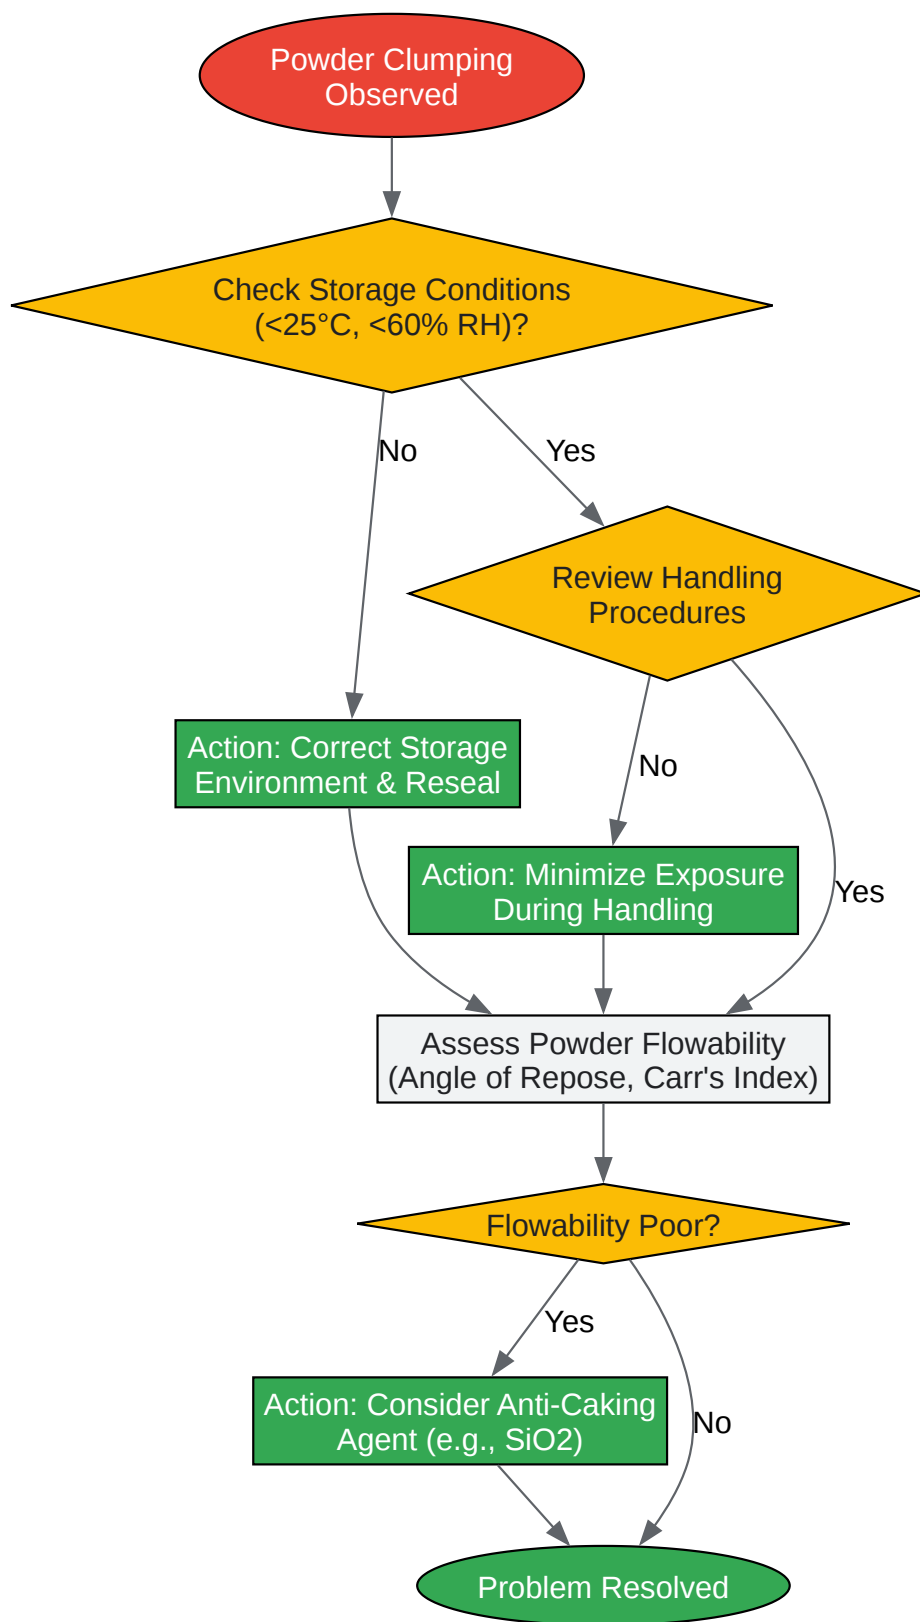 Powder Clumping
Observed
Check Storage Conditions
(<25°C, <60% RH)?
No
Yes
Review Handling
Procedures
Action: Correct Storage
Environment & Reseal
No
Action: Minimize Exposure
During Handling
Yes
Assess Powder Flowability
(Angle of Repose, Carr's Index)
Flowability Poor?
Yes
Action: Consider Anti-Caking
Agent (e.g., SiO2)
No
Problem Resolved